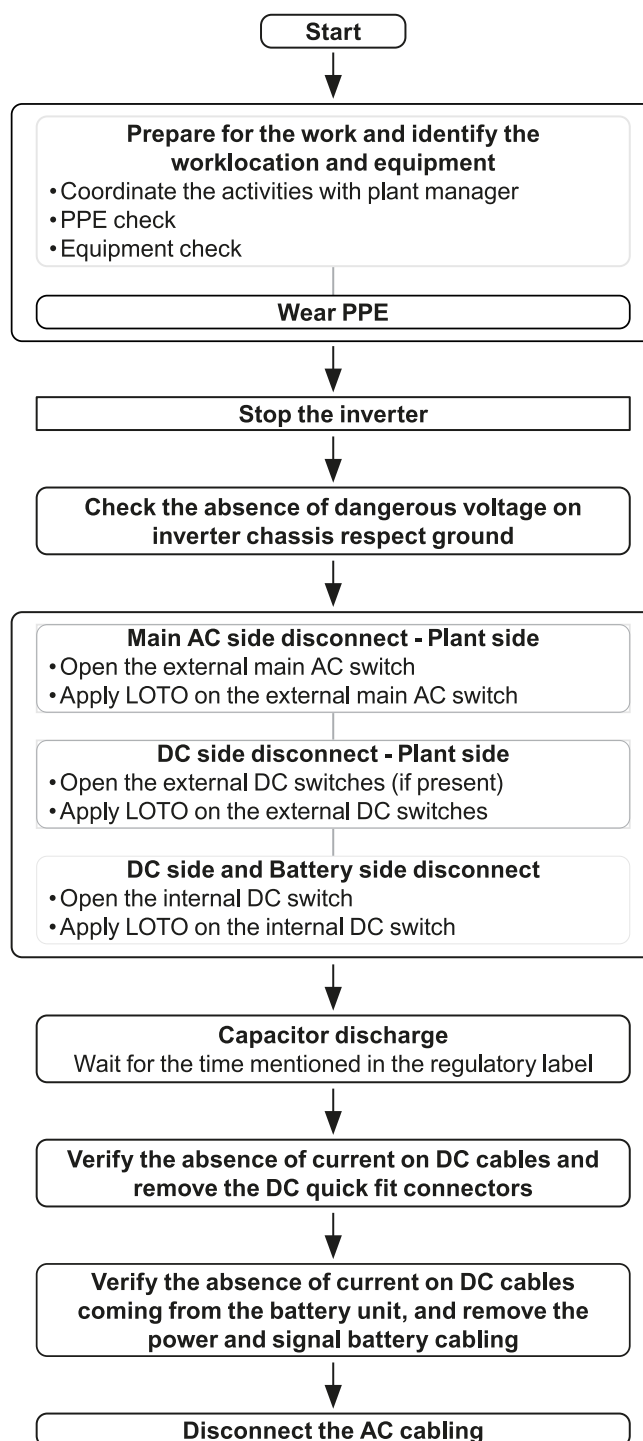 Start
Prepare for the work and identify the
worklocation and equipment
•Coordinate the activities with plant manager
•PPE check
•Equipment check
Wear PPE
Stop the inverter
Check the absence of dangerous voltage on
inverter chassis respect ground
Main AC side disconnect - Plant side
•Open the external main AC switch
•Apply LOTO on the external main AC switch
DC side disconnect - Plant side
•Open the external DC switches (if present)
•Apply LOTO on the external DC switches
DC side and Battery side disconnect
•Open the internal DC switch
•Apply LOTO on the internal DC switch
Capacitor discharge
Wait for the time mentioned in the regulatory label
Verify the absence of current on DC cables and
remove the DC quick fit connectors
Verify the absence of current on DC cables
coming from the battery unit, and remove the
power and signal battery cabling
Disconnect the AC cabling